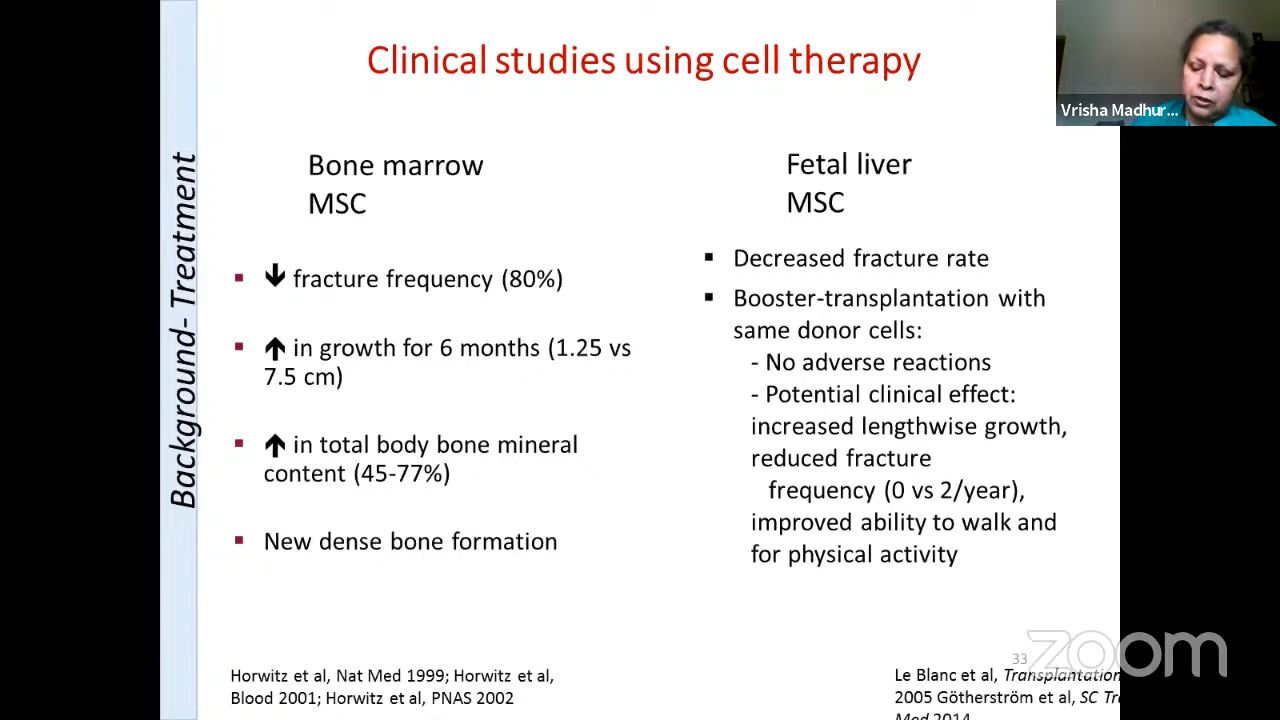 Clinical studies using cell therapy
Vrisha Madhur...
Background- Treatment
Bone marrow
MSC
▪ 🡫 fracture frequency (80%)
▪ 🡩 in growth for 6 months (1.25 vs
7.5 cm)
▪ 🡩 in total body bone mineral
content (45-77%)
▪ New dense bone formation
Horwitz et al, Nat Med 1999; Horwitz et al,
Blood 2001; Horwitz et al, PNAS 2002
Fetal liver
MSC
▪ Decreased fracture rate
▪ Booster-transplantation with
same donor cells:
- No adverse reactions
- Potential clinical effect:
increased lengthwise growth,
reduced fracture
frequency (0 vs 2/year),
improved ability to walk and
for physical activity
33
zoom
Le Blanc et al, Transplantation
2005 Götherström et al, SC Tr
Med 2014